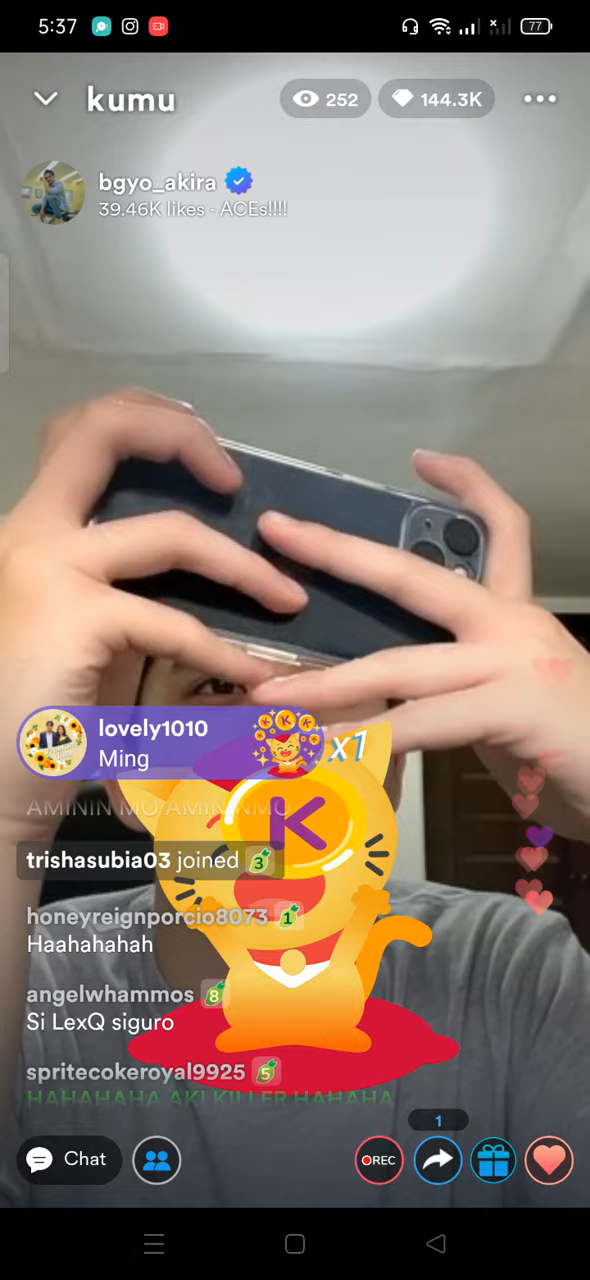 5:37
77
kumu
252
144.3K
bgyo_akira
39.46K likes · ACEs!!!!
lovely1010
Ming
x1
K
AMININ MO AMININMO
trishasubia03 joined 3
honeyreignporcio8073 1
Haahahahah
angelwhammos 8
Si LexQ siguro
spritecokeroyal9925 5
HAHAHAHA AKI KILLER HAHAHA
1
Chat
REC